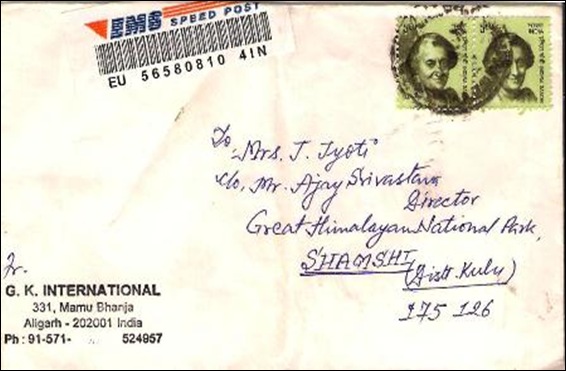 EMS SPEED POST
EU 56580810 4IN
To,
Mrs. J. Jyoti
c/o, Mr. Ajay Srivastava
Director
Great Himalayan National Park,
SHAMSHI
(Distt. Kulu)
175 126
Fr.
G. K. INTERNATIONAL
331, Mamu Bhanja
Aligarh - 202001 India
Ph : 91-571- 524857